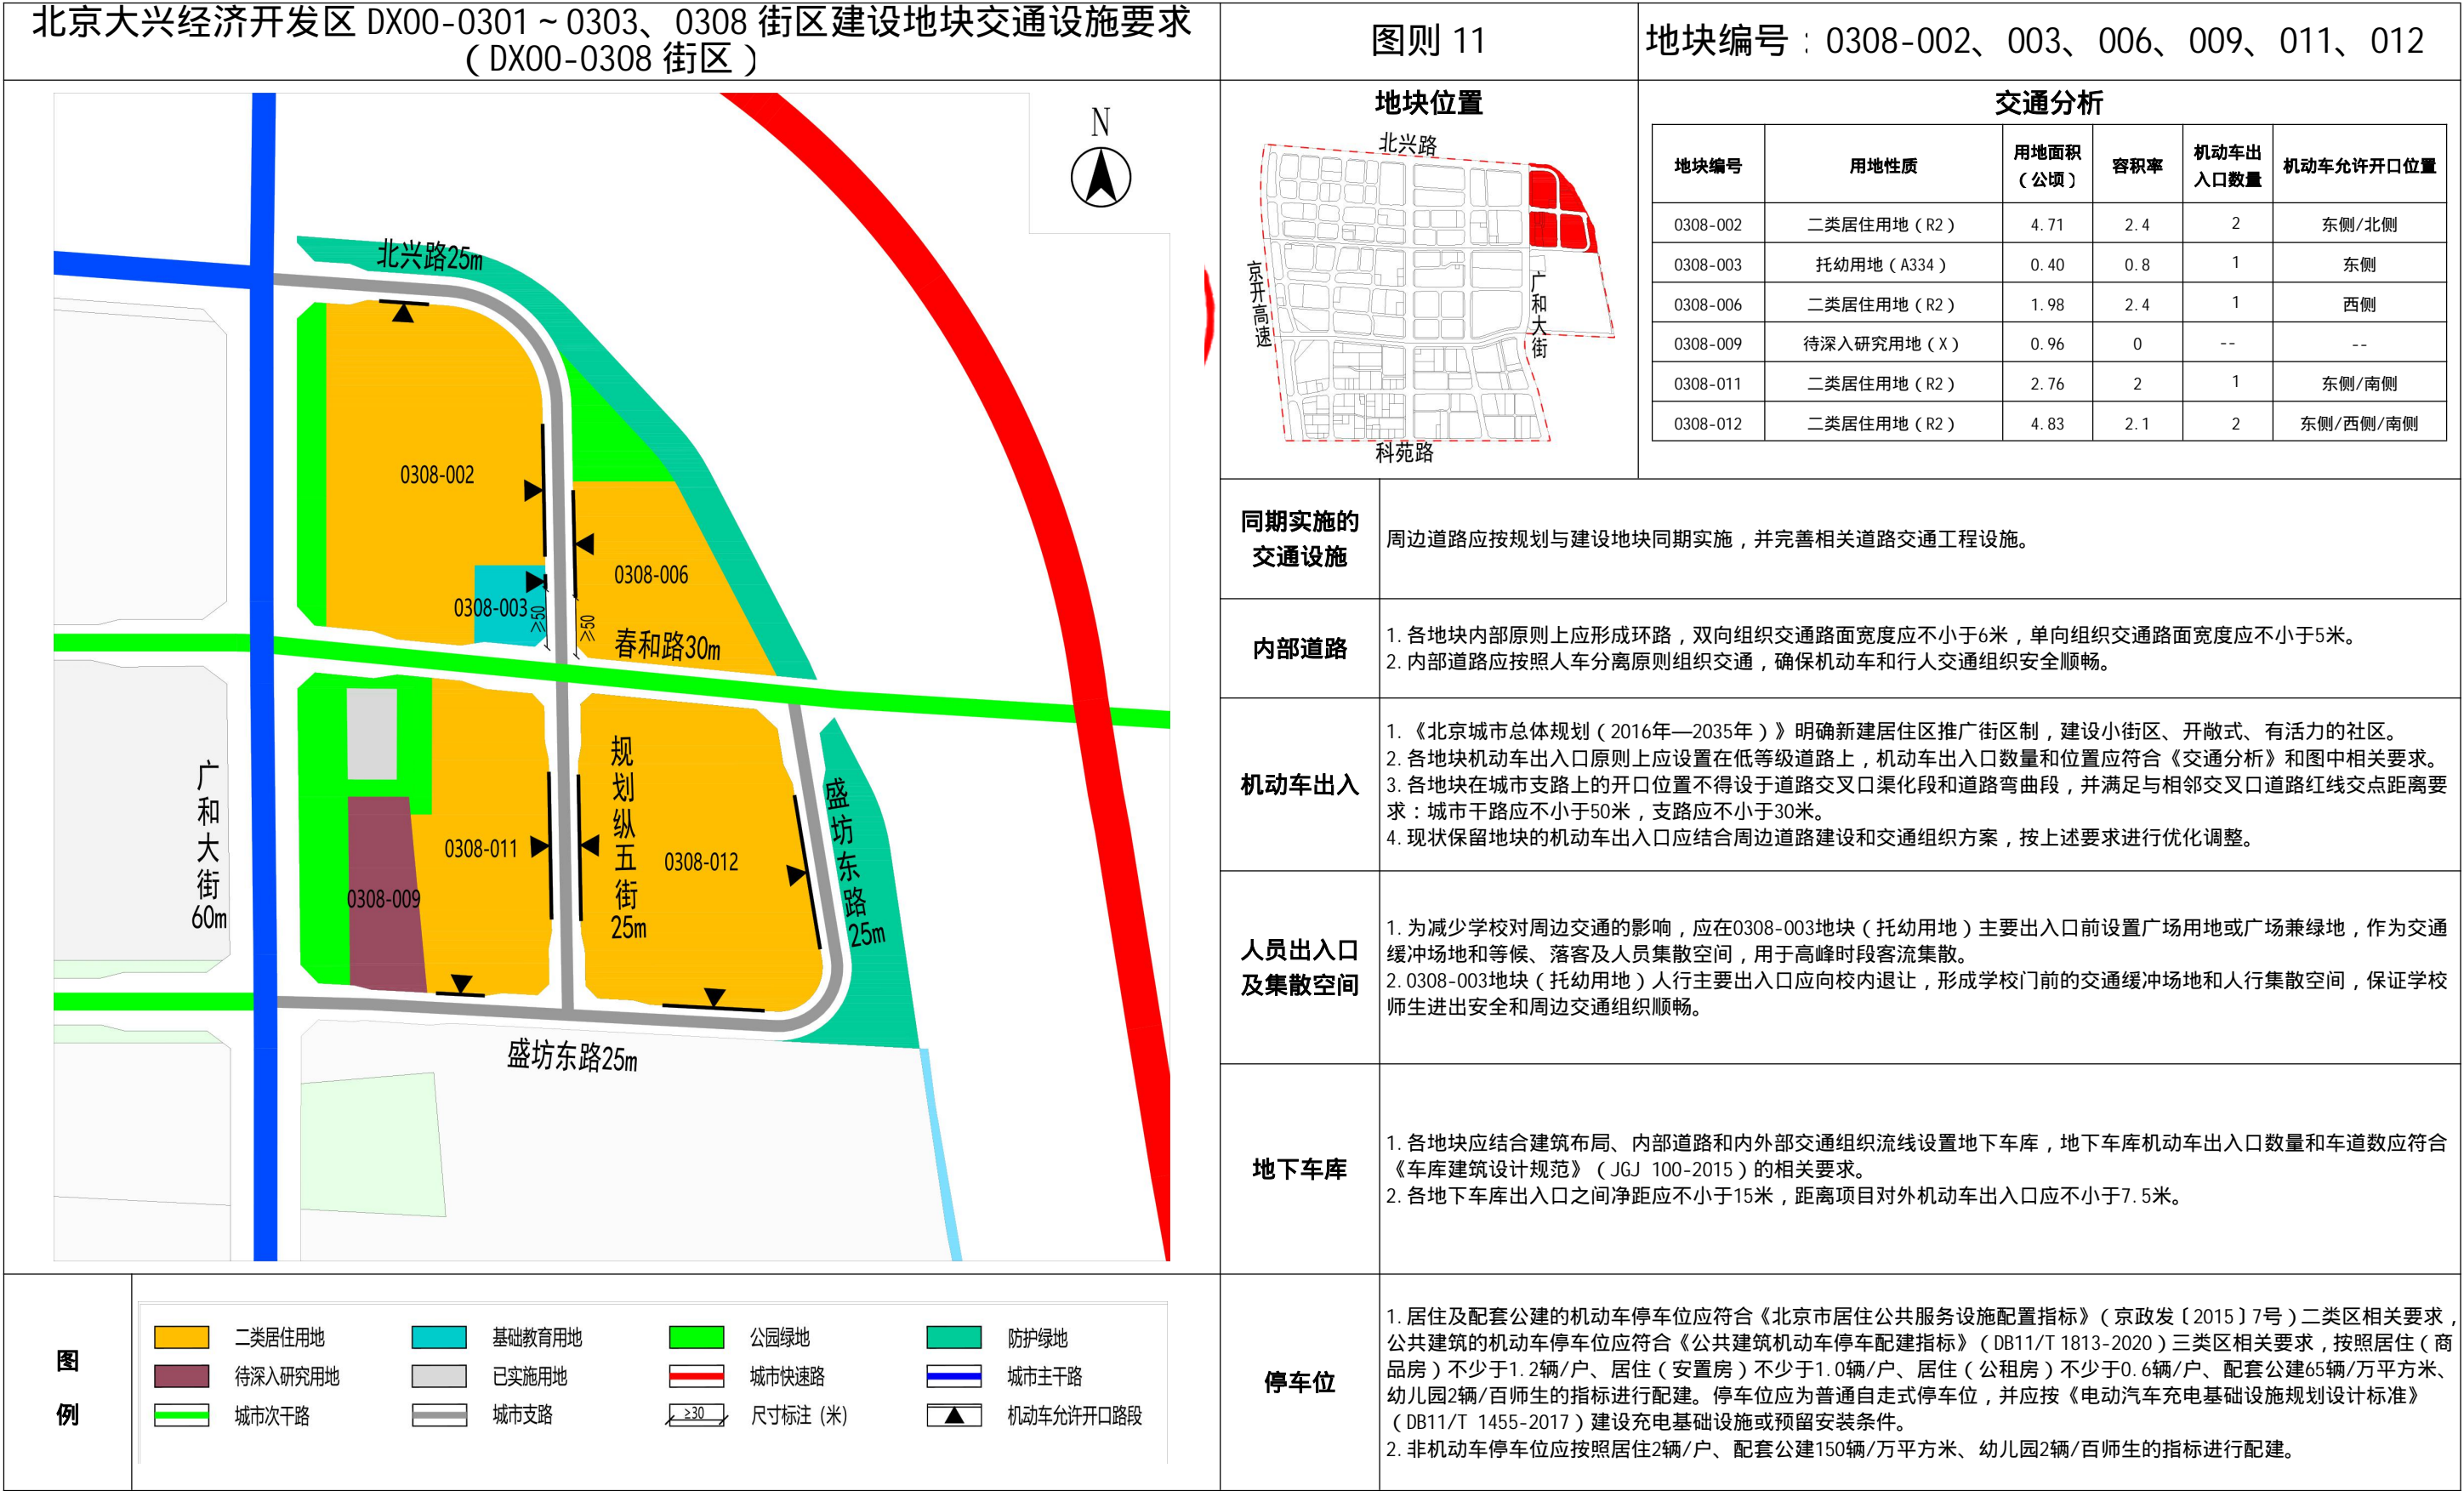 北京大兴经济开发区 DX00-0301～0303、0308 街区建设地块交通设施要求
（DX00-0308 街区）
图则 11
地块编号：0308-002、003、006、009、011、012
N
北兴路25m
0308-002
0308-006
0308-003
≥50
≥50
春和路30m
广和大街60m
规划纵五街25m
盛坊东路25m
0308-011
0308-012
0308-009
盛坊东路25m
地块位置
北兴路
京开高速
广和大街
科苑路
交通分析
地块编号 用地性质 用地面积（公顷） 容积率 机动车出入口数量 机动车允许开口位置
0308-002 二类居住用地（R2） 4.71 2.4 2 东侧/北侧
0308-003 托幼用地（A334） 0.40 0.8 1 东侧
0308-006 二类居住用地（R2） 1.98 2.4 1 西侧
0308-009 待深入研究用地（X） 0.96 0 -- --
0308-011 二类居住用地（R2） 2.76 2 1 东侧/南侧
0308-012 二类居住用地（R2） 4.83 2.1 2 东侧/西侧/南侧
同期实施的
交通设施
周边道路应按规划与建设地块同期实施，并完善相关道路交通工程设施。
内部道路
1.各地块内部原则上应形成环路，双向组织交通路面宽度应不小于6米，单向组织交通路面宽度应不小于5米。
2.内部道路应按照人车分离原则组织交通，确保机动车和行人交通组织安全顺畅。
机动车出入
1.《北京城市总体规划（2016年—2035年）》明确新建居住区推广街区制，建设小街区、开敞式、有活力的社区。
2.各地块机动车出入口原则上应设置在低等级道路上，机动车出入口数量和位置应符合《交通分析》和图中相关要求。
3.各地块在城市支路上的开口位置不得设于道路交叉口渠化段和道路弯曲段，并满足与相邻交叉口道路红线交点距离要
求：城市干路应不小于50米，支路应不小于30米。
4.现状保留地块的机动车出入口应结合周边道路建设和交通组织方案，按上述要求进行优化调整。
人员出入口
及集散空间
1.为减少学校对周边交通的影响，应在0308-003地块（托幼用地）主要出入口前设置广场用地或广场兼绿地，作为交通
缓冲场地和等候、落客及人员集散空间，用于高峰时段客流集散。
2.0308-003地块（托幼用地）人行主要出入口应向校内退让，形成学校门前的交通缓冲场地和人行集散空间，保证学校
师生进出安全和周边交通组织顺畅。
地下车库
1.各地块应结合建筑布局、内部道路和内外部交通组织流线设置地下车库，地下车库机动车出入口数量和车道数应符合
《车库建筑设计规范》（JGJ 100-2015）的相关要求。
2.各地下车库出入口之间净距应不小于15米，距离项目对外机动车出入口应不小于7.5米。
停车位
1.居住及配套公建的机动车停车位应符合《北京市居住公共服务设施配置指标》（京政发〔2015〕7号）二类区相关要求，
公共建筑的机动车停车位应符合《公共建筑机动车停车配建指标》（DB11/T 1813-2020）三类区相关要求，按照居住（商
品房）不少于1.2辆/户、居住（安置房）不少于1.0辆/户、居住（公租房）不少于0.6辆/户、配套公建65辆/万平方米、
幼儿园2辆/百师生的指标进行配建。停车位应为普通自走式停车位，并应按《电动汽车充电基础设施规划设计标准》
（DB11/T 1455-2017）建设充电基础设施或预留安装条件。
2.非机动车停车位应按照居住2辆/户、配套公建150辆/万平方米、幼儿园2辆/百师生的指标进行配建。
图例
二类居住用地 基础教育用地 公园绿地 防护绿地
待深入研究用地 已实施用地 城市快速路 城市主干路
城市次干路 城市支路 ≥30 尺寸标注（米） 机动车允许开口路段